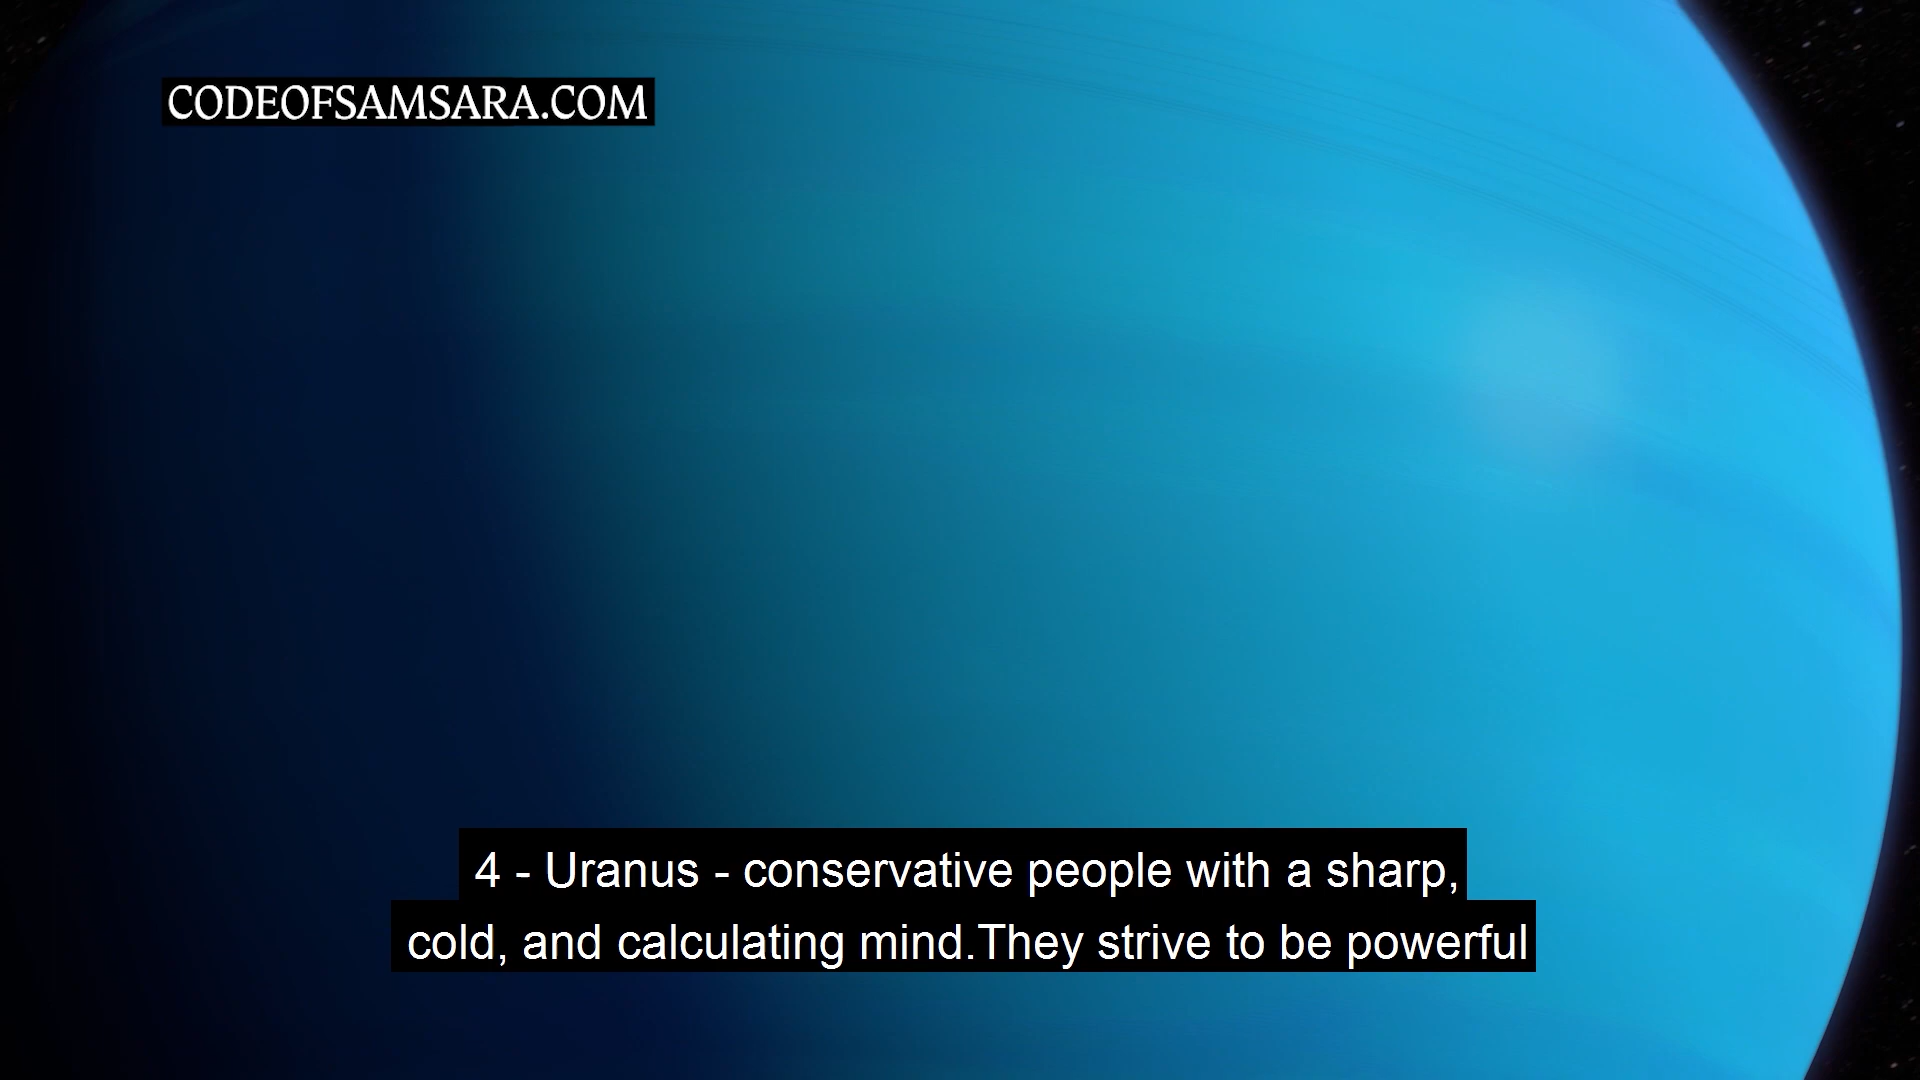 CODEOFSAMSARA.COM
4 - Uranus - conservative people with a sharp,
cold, and calculating mind.They strive to be powerful